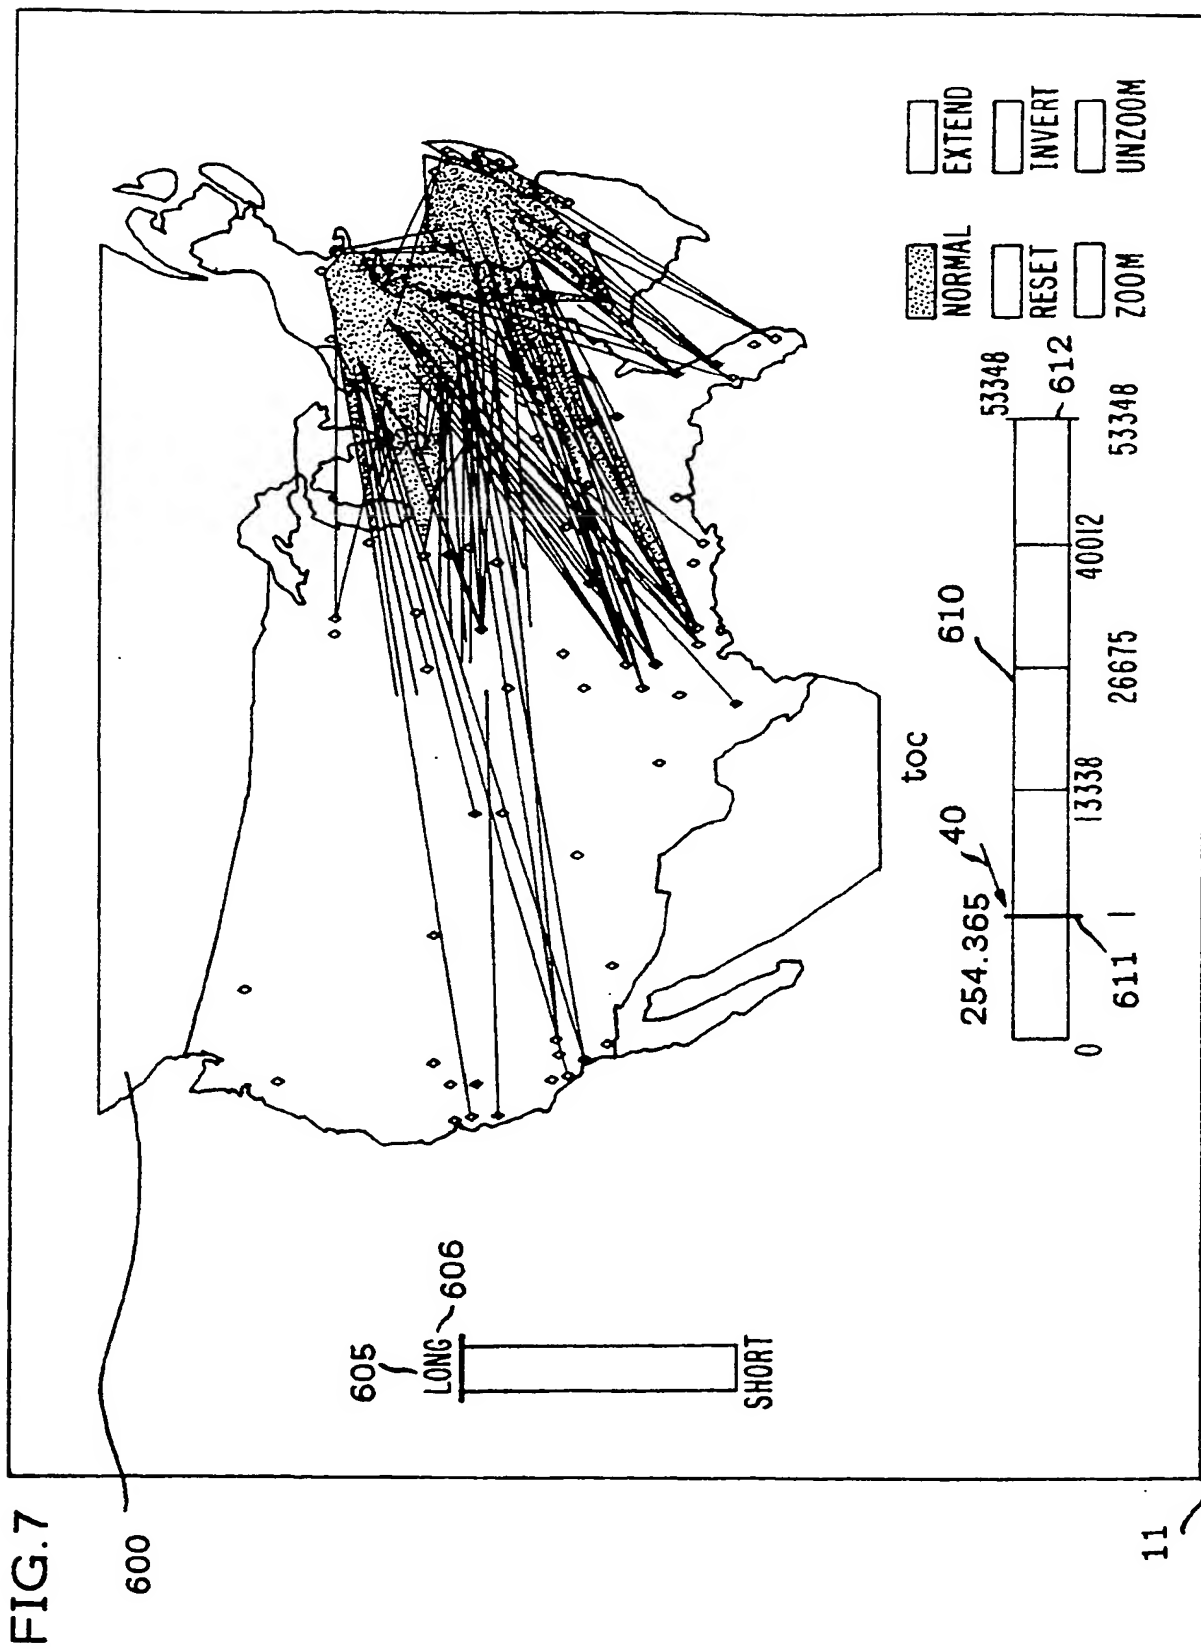 FIG.7
600
605
LONG
606
SHORT
toc
254.365
40
610
53348
612
0
1
13338
26675
40012
53348
611
NORMAL
EXTEND
RESET
INVERT
ZOOM
UNZOOM
11